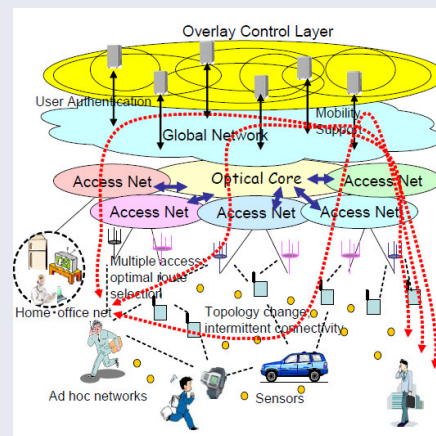 Overlay Control Layer
User Authentication
Mobility
Support
Global Network
Optical Core
Access Net
Access Net
Access Net
Access Net
Access Net
Multiple access,
optimal route
selection
Home office net
Topology change,
intermittent connectivity
Ad hoc networks
Sensors